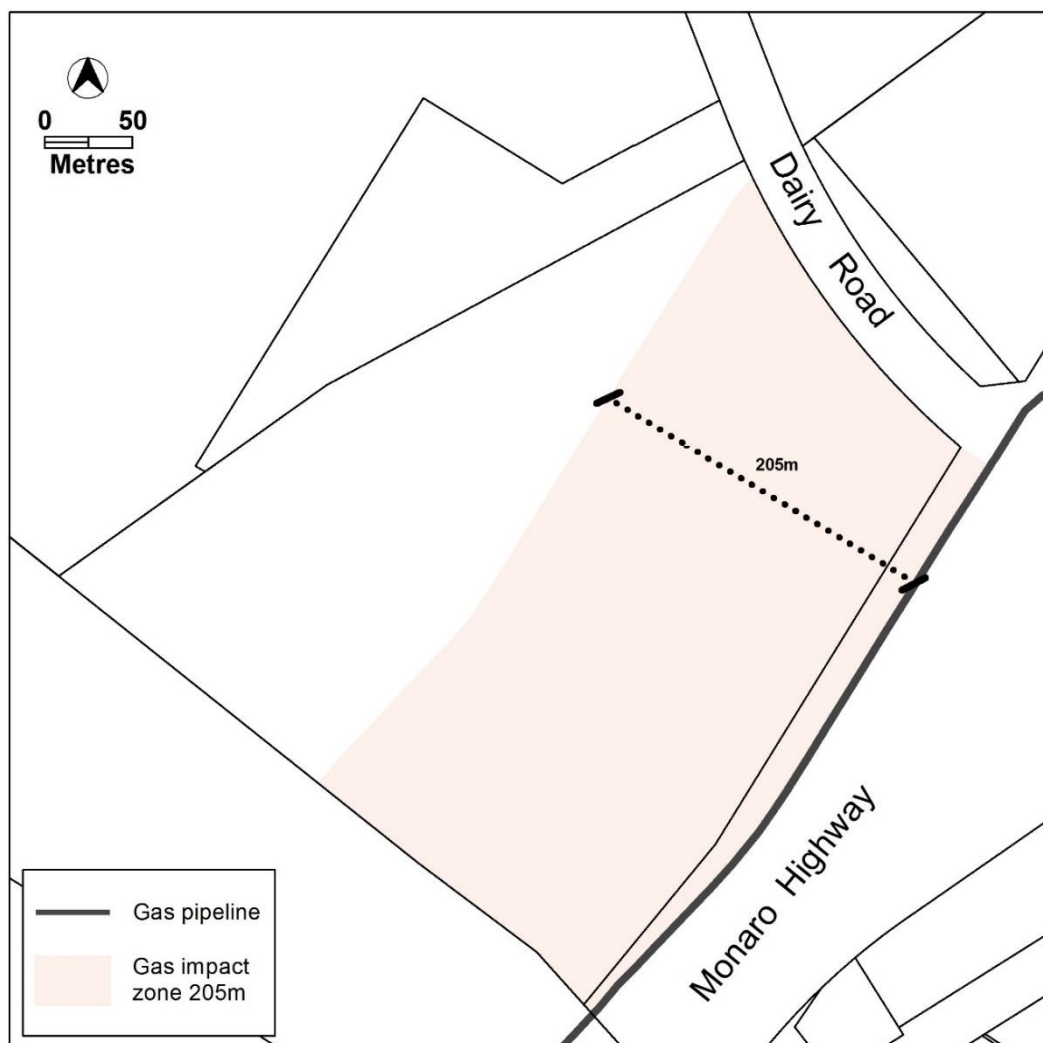 0 50
Metres
Dairy Road
205m
Monaro Highway
Gas pipeline
Gas impact
zone 205m